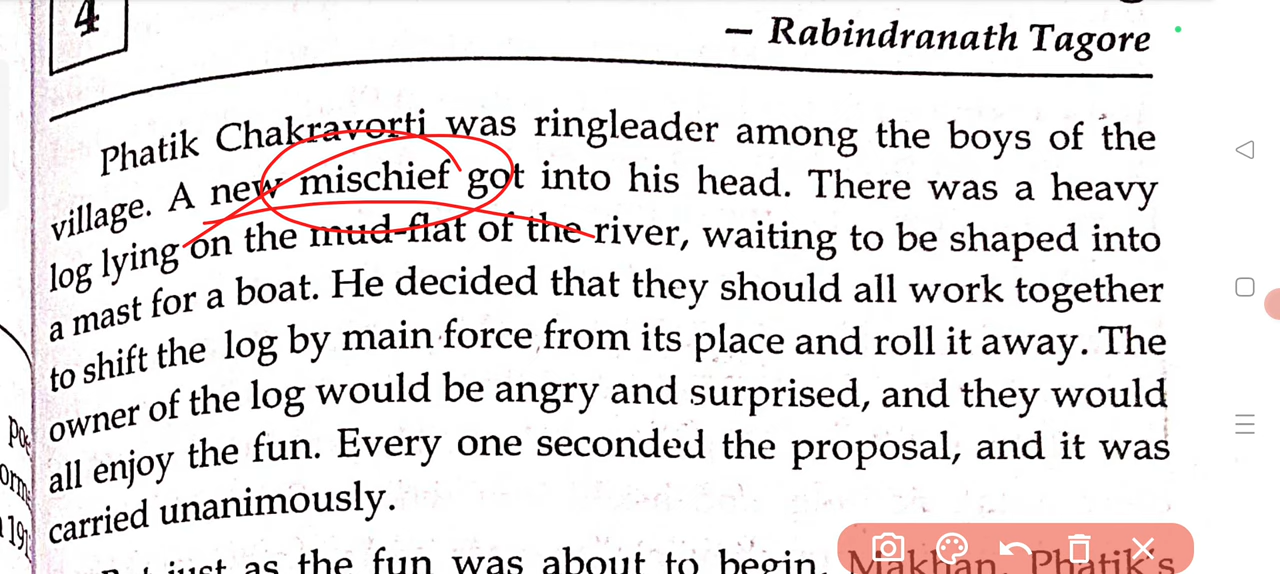 4
— Rabindranath Tagore
Phatik Chakravorti was ringleader among the boys of the
village. A new mischief got into his head. There was a heavy
log lying on the mud-flat of the river, waiting to be shaped into
a mast for a boat. He decided that they should all work together
to shift the log by main force from its place and roll it away. The
owner of the log would be angry and surprised, and they would
all enjoy the fun. Every one seconded the proposal, and it was
carried unanimously.
just as the fun was about to begin, Makhan, Phatik's